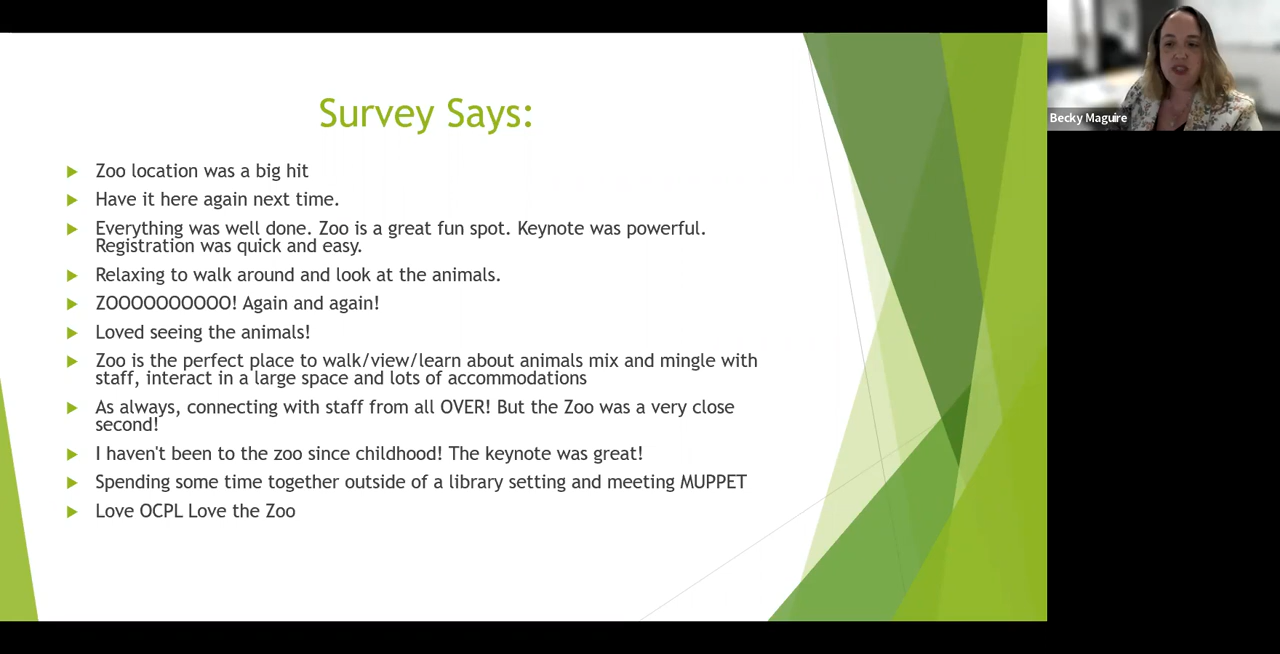 Survey Says:
Zoo location was a big hit
Have it here again next time.
Everything was well done. Zoo is a great fun spot. Keynote was powerful.
Registration was quick and easy.
Relaxing to walk around and look at the animals.
ZOOOOOOOOOO! Again and again!
Loved seeing the animals!
Zoo is the perfect place to walk/view/learn about animals mix and mingle with
staff, interact in a large space and lots of accommodations
As always, connecting with staff from all OVER! But the Zoo was a very close
second!
I haven't been to the zoo since childhood! The keynote was great!
Spending some time together outside of a library setting and meeting MUPPET
Love OCPL Love the Zoo
Becky Maguire